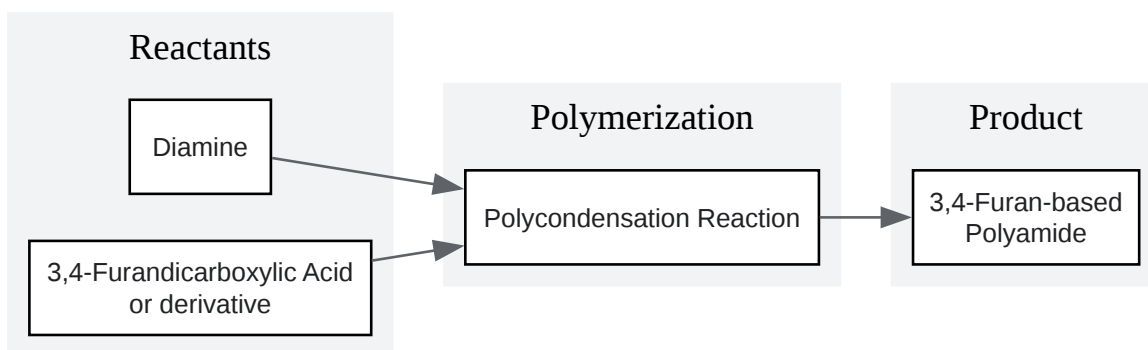 Reactants
Diamine
3,4-Furandicarboxylic Acid
or derivative
Polymerization
Polycondensation Reaction
Product
3,4-Furan-based
Polyamide